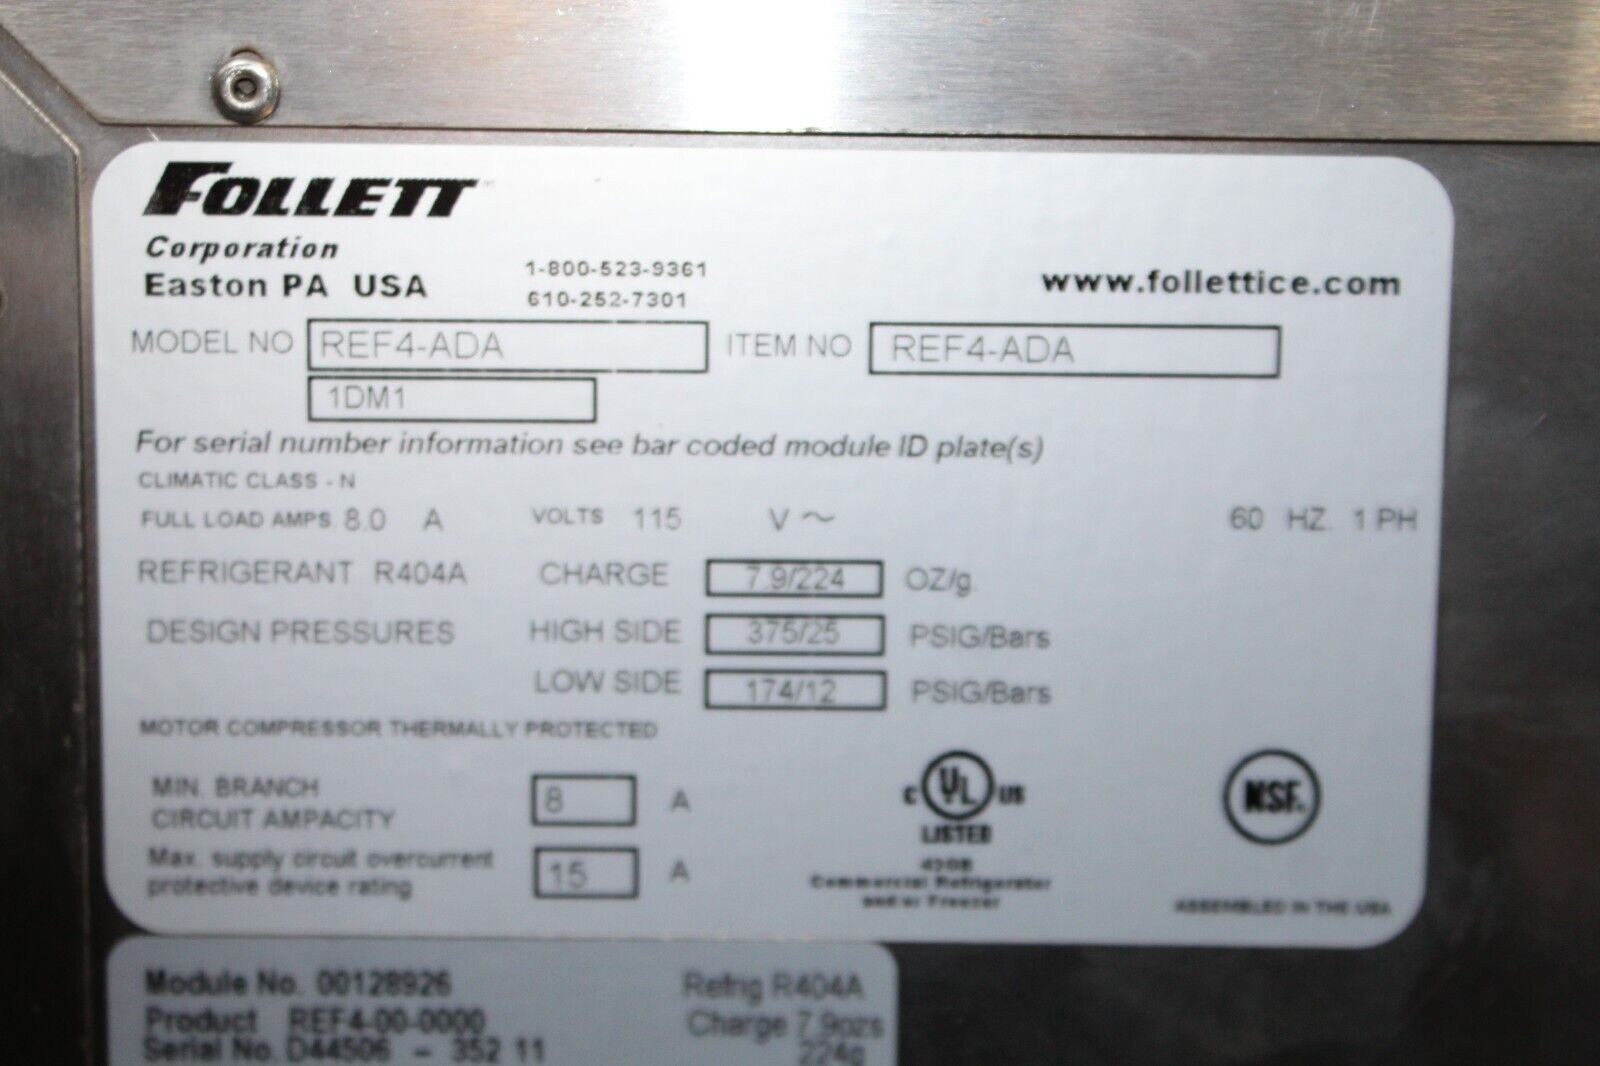 FOLLETT
Corporation
Easton PA USA
1-800-523-9361
610-252-7301
www.follettice.com
MODEL NO REF4-ADA ITEM NO REF4-ADA
1DM1
For serial number information see bar coded module ID plate(s)
CLIMATIC CLASS - N
FULL LOAD AMPS 8.0 A VOLTS 115 V ~ 60 HZ. 1 PH
REFRIGERANT R404A CHARGE 7.9/224 OZ/g.
DESIGN PRESSURES HIGH SIDE 375/25 PSIG/Bars
LOW SIDE 174/12 PSIG/Bars
MOTOR COMPRESSOR THERMALLY PROTECTED
MIN. BRANCH
CIRCUIT AMPACITY 8 A
Max. supply circuit overcurrent
protective device rating 15 A
C UL US
LISTED
Commercial Refrigerator
and/or Freezer
NSF.
ASSEMBLED IN THE USA
Module No. 00128926 Refrig R404A
Product REF4-00-0000 Charge 7.9ozs
Serial No. D44506 - 352 11 224g